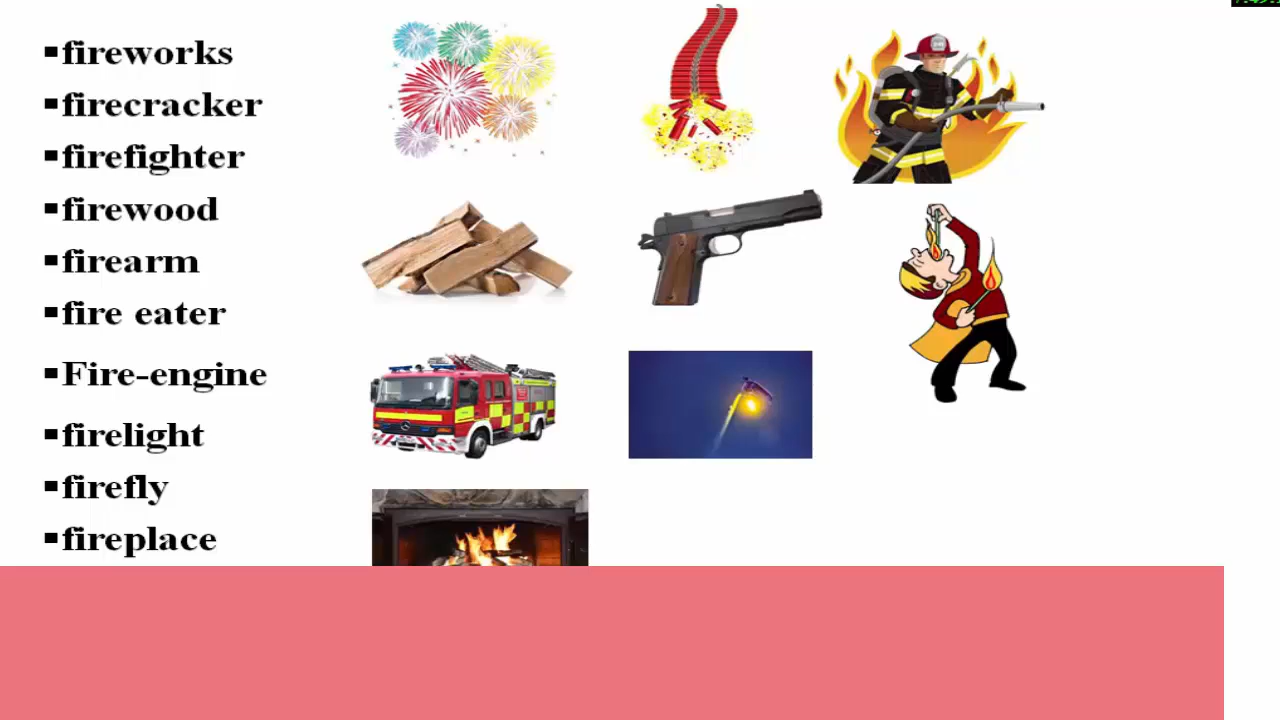 ▪fireworks
▪firecracker
▪firefighter
▪firewood
▪firearm
▪fire eater
▪Fire-engine
▪firelight
▪firefly
▪fireplace